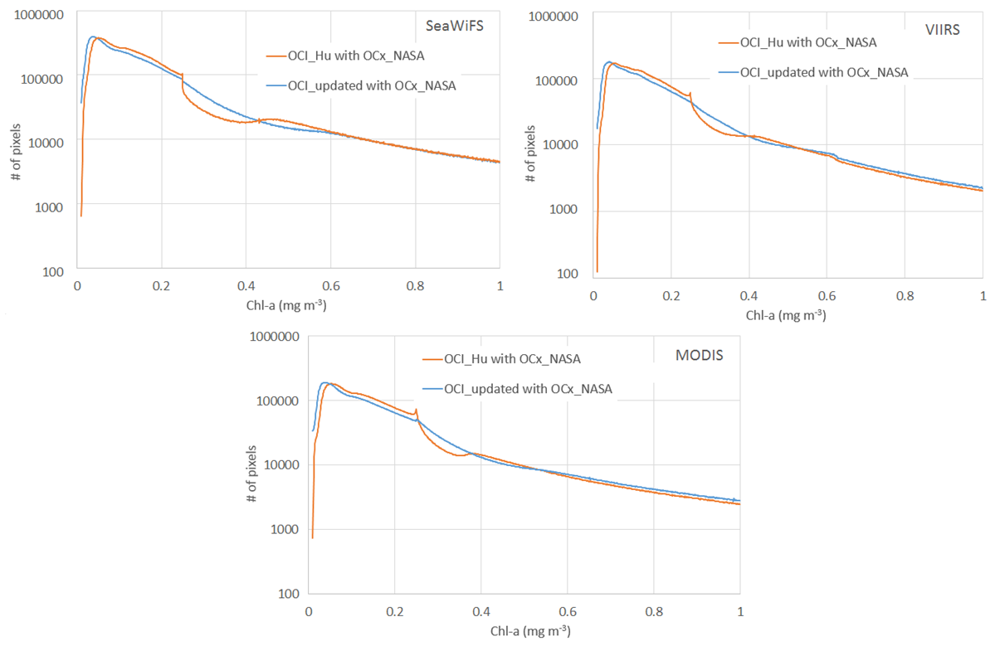 SeaWiFS
OCI_Hu with OCx_NASA
OCI_updated with OCx_NASA
1000000
100000
10000
1000
100
# of pixels
0 0.2 0.4 0.6 0.8 1
Chl-a (mg m⁻³)
VIIRS
OCI_Hu with OCx_NASA
OCI_updated with OCx_NASA
1000000
100000
10000
1000
100
# of pixels
0 0.2 0.4 0.6 0.8 1
Chl-a (mg m⁻³)
MODIS
OCI_Hu with OCx_NASA
OCI_updated with OCx_NASA
1000000
100000
10000
1000
100
# of pixels
0 0.2 0.4 0.6 0.8 1
Chl-a (mg m⁻³)